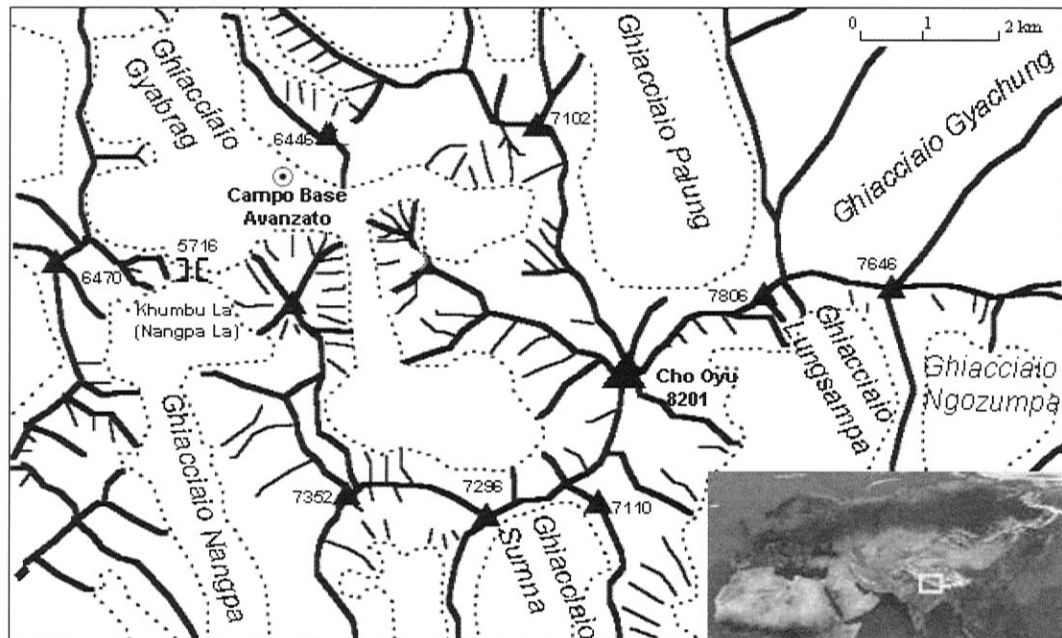 0 1 2 km
Ghiacciaio
Gyabrag
6446
7102
Ghiacciaio Palung
Ghiacciaio Gyachung
Campo Base
Avanzato
5716
6470
Khumbu La
(Nangpa La)
7806
7646
Ghiacciaio
Lungsampa
Ghiacciaio
Ngozumpa
Cho Oyu
8201
Ghiacciaio Nangpa
7352
7296
7110
Ghiacciaio
Sumna